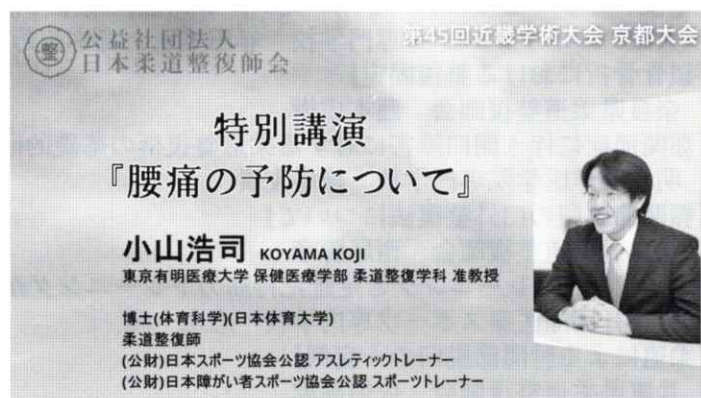 整
公益社団法人
日本柔道整復師会
第45回近畿学術大会 京都大会
特別講演
『腰痛の予防について』
小山浩司 KOYAMA KOJI
東京有明医療大学 保健医療学部 柔道整復学科 准教授
博士(体育科学)(日本体育大学)
柔道整復師
(公財)日本スポーツ協会公認 アスレティックトレーナー
(公財)日本障がい者スポーツ協会公認 スポーツトレーナー